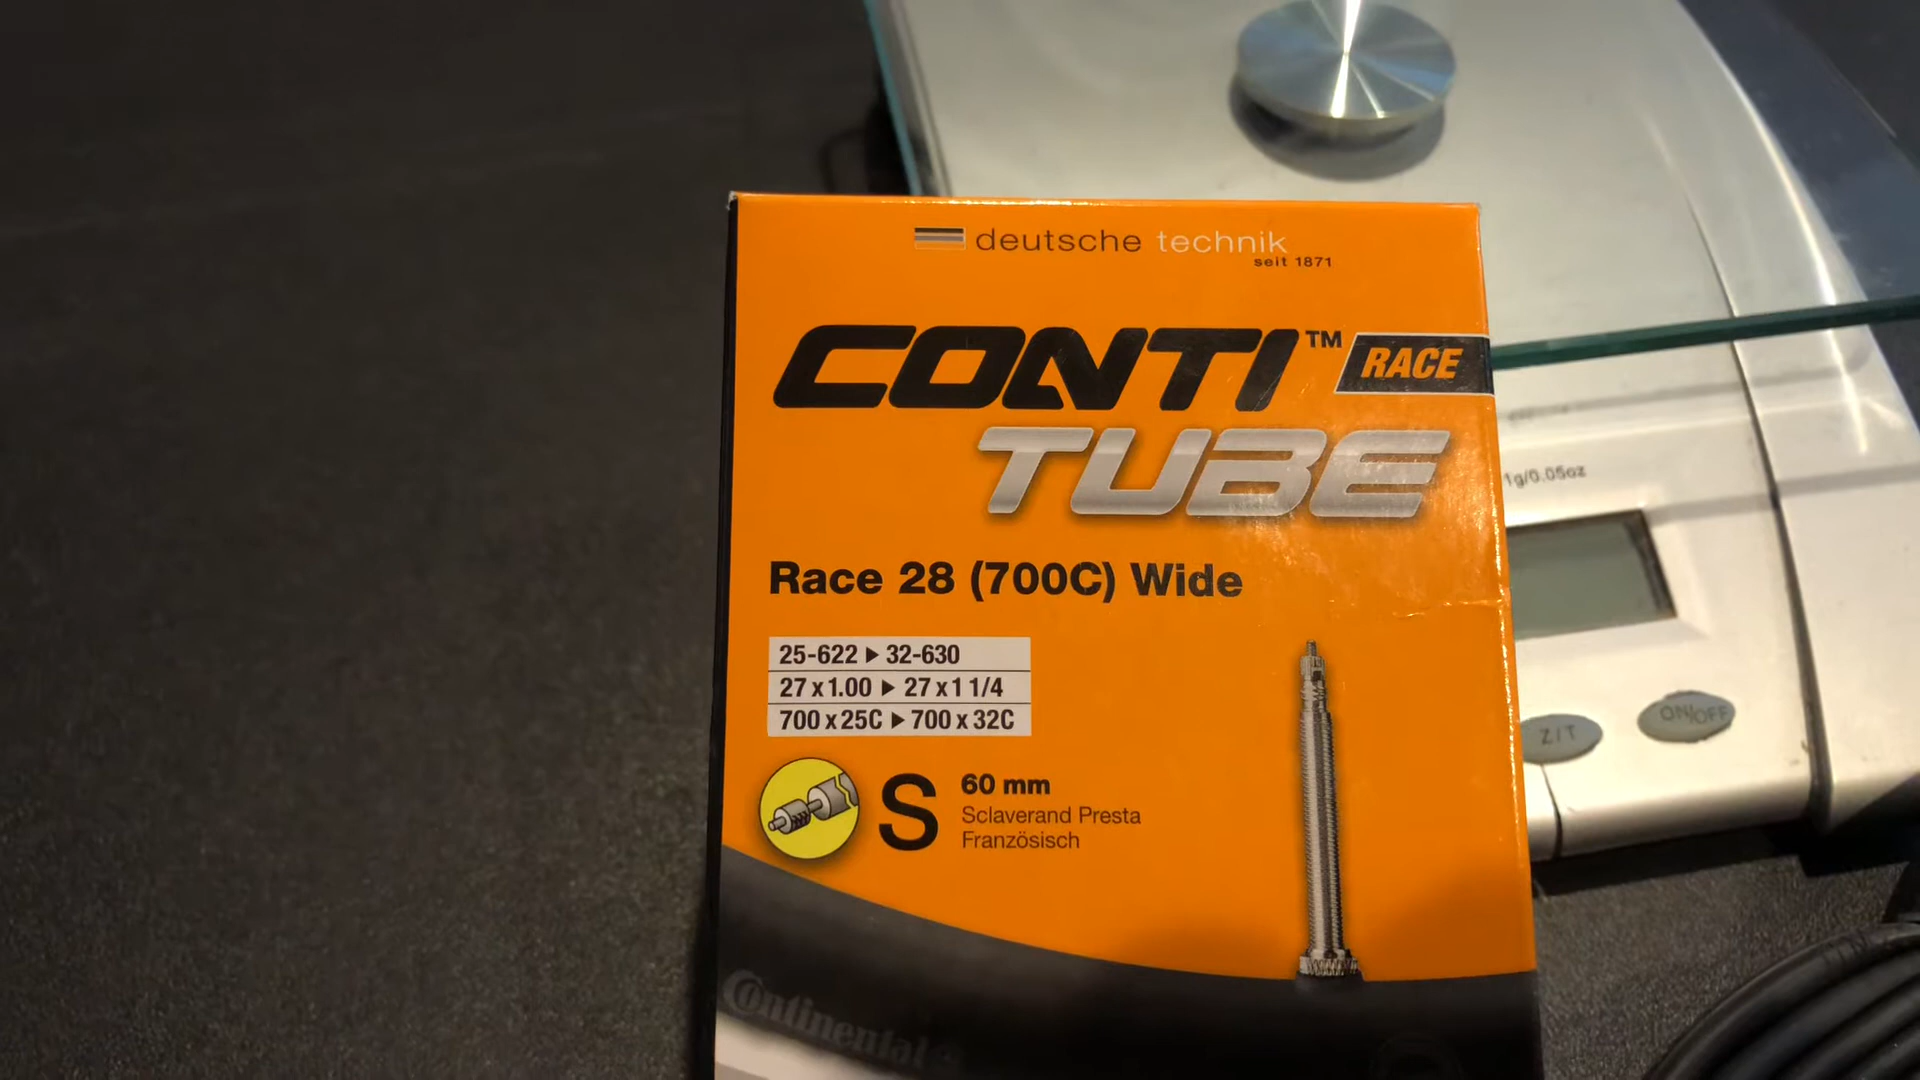 deutsche technik
seit 1871
CONTI™ RACE
TUBE
Race 28 (700C) Wide
25-622 ▶ 32-630
27 x 1.00 ▶ 27 x 1 1/4
700 x 25C ▶ 700 x 32C
S 60 mm
Sclaverand Presta
Französisch
Continental
1g/0.05oz
Z/T
ON/OFF